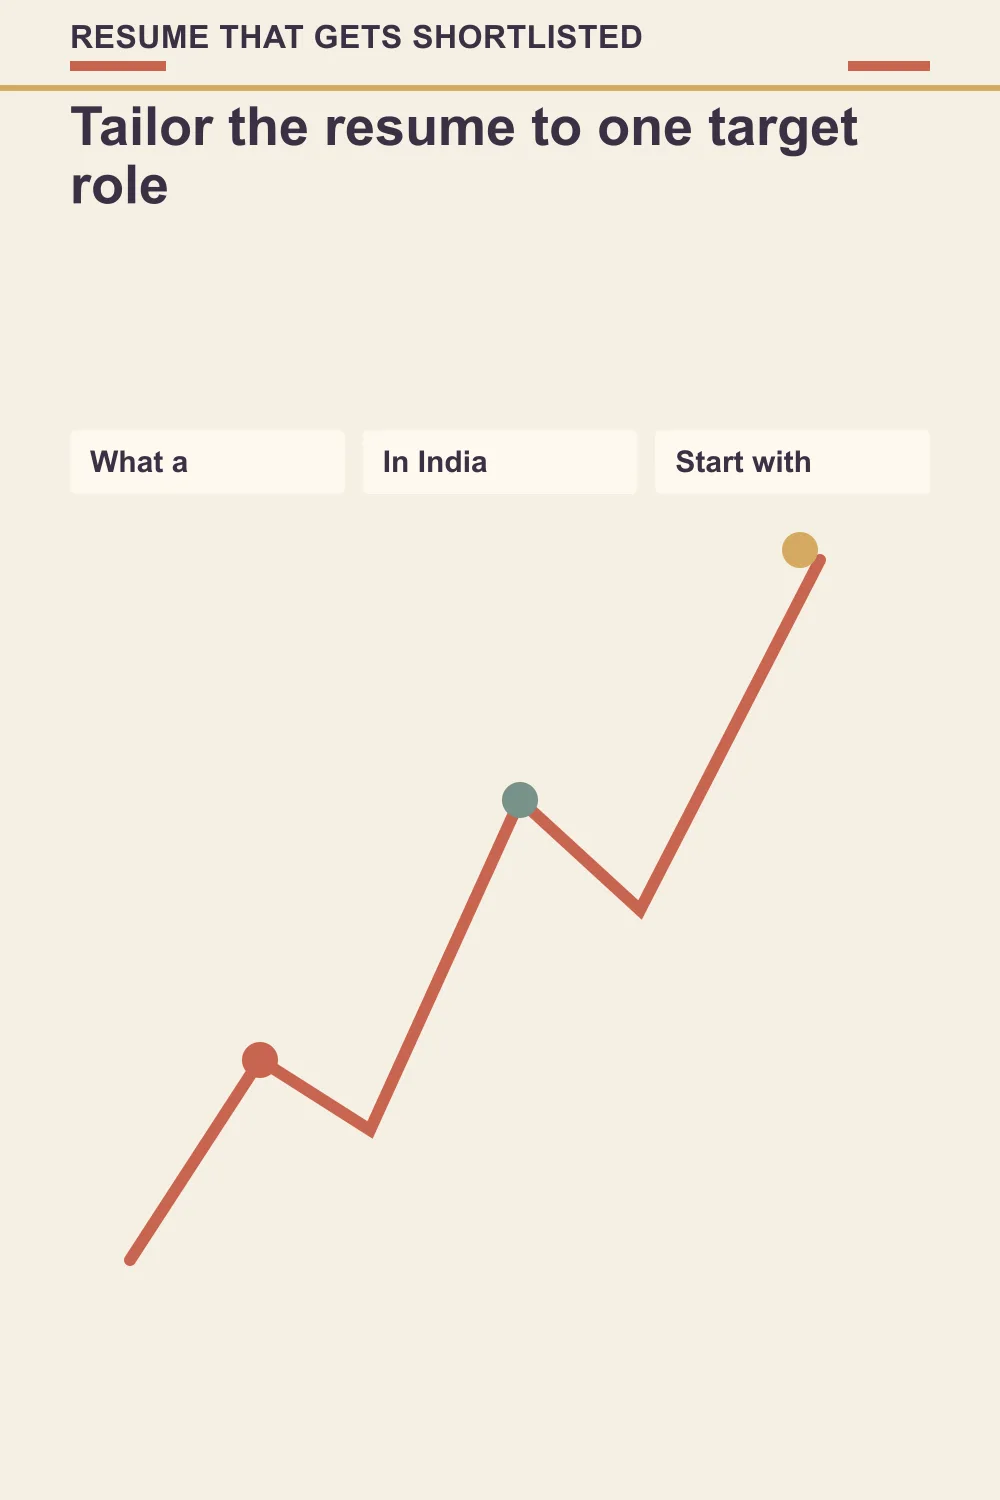 RESUME THAT GETS SHORTLISTED
Tailor the resume to one target
role
What a
In India
Start with